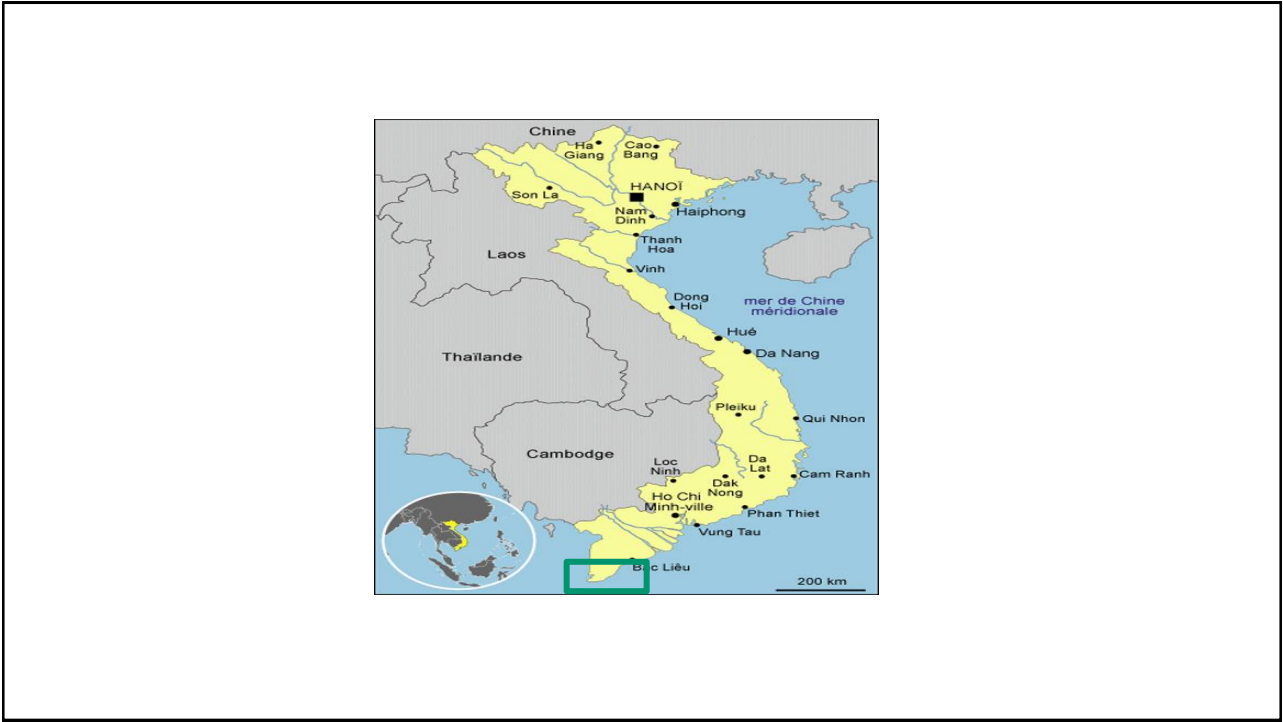 Chine
Ha
Giang
Cao
Bang
Son La
HANOÏ
Nam
Dinh
Haiphong
Thanh
Hoa
Laos
Vinh
Dong
Hoi
mer de Chine
méridionale
Hué
Da Nang
Thaïlande
Pleiku
Qui Nhon
Cambodge
Loc
Ninh
Da
Lat
Cam Ranh
Dak
Nong
Ho Chi
Minh-ville
Phan Thiet
Vung Tau
Bac Liêu
200 km